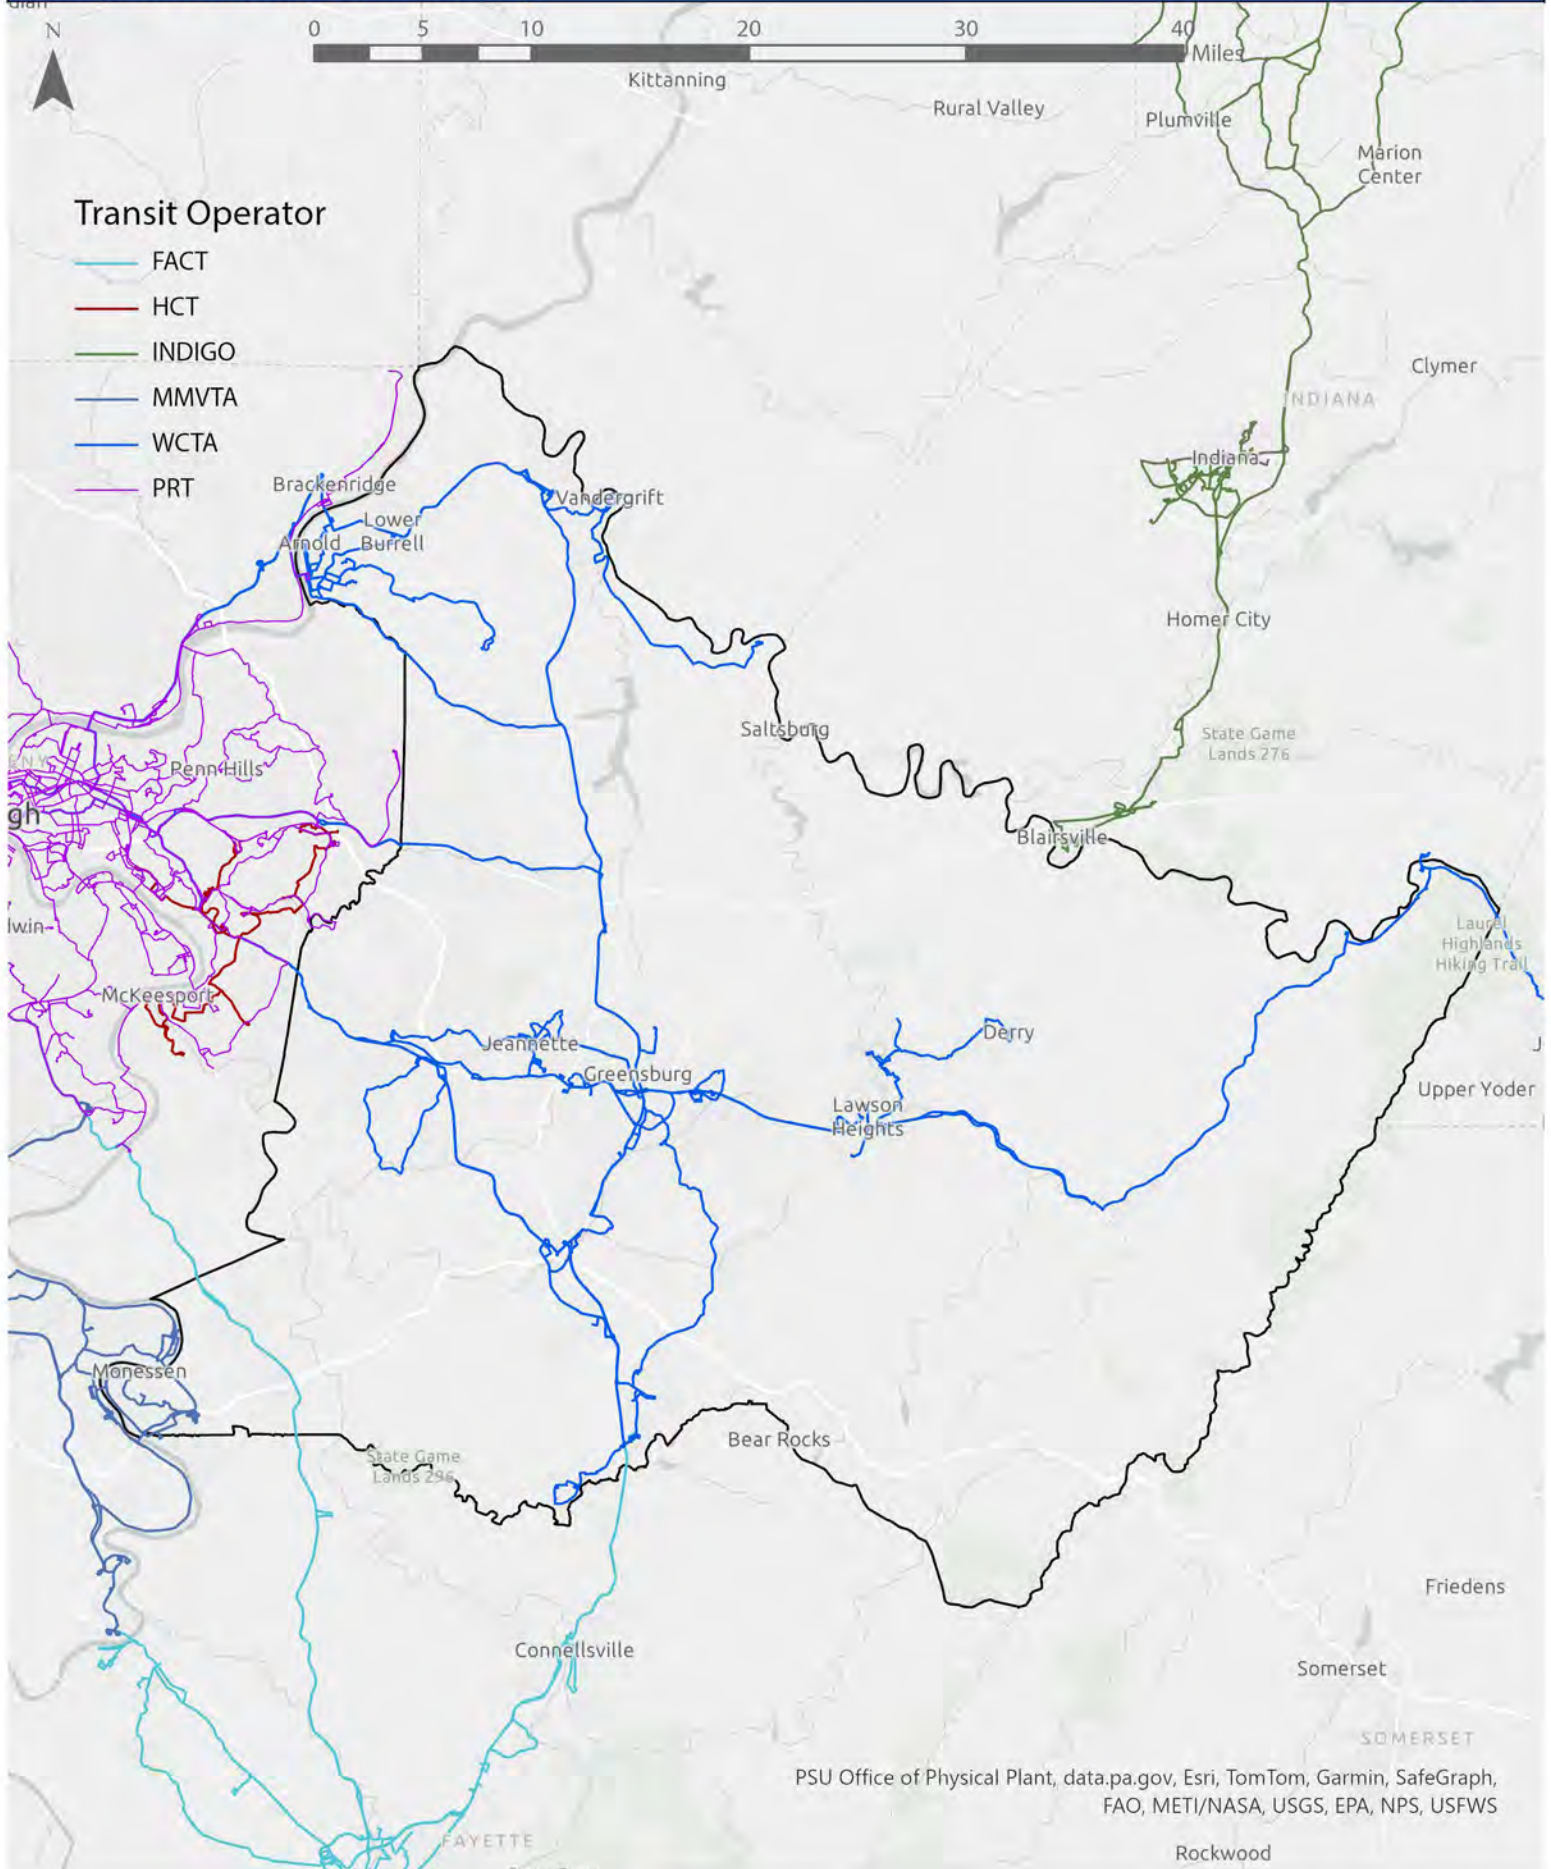 N
0 5 10 20 30 40
Miles
Kittanning
Rural Valley
Plumville
Marion
Center
Transit Operator
FACT
HCT
INDIGO
MMVTA
WCTA
PRT
Clymer
INDIANA
Indiana
Brackenridge
Vandergrift
Lower
Burrell
Arnold
Homer City
Saltsburg
State Game
Lands 276
Penn Hills
gh
Blairsville
lwin
Laurel
Highlands
Hiking Trail
McKeesport
Derry
Jeannette
J
Greensburg
Upper Yoder
Lawson
Heights
Monessen
Bear Rocks
State Game
Lands 296
Friedens
Connellsville
Somerset
SOMERSET
PSU Office of Physical Plant, data.pa.gov, Esri, TomTom, Garmin, SafeGraph,
FAO, METI/NASA, USGS, EPA, NPS, USFWS
FAYETTE
Rockwood